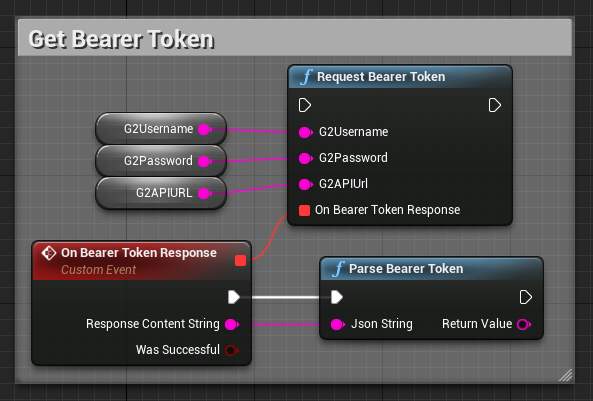 Get Bearer Token
Request Bearer Token
G2Username
G2Username
G2Password
G2Password
G2APIURL
G2APIUrl
On Bearer Token Response
On Bearer Token Response
Custom Event
Parse Bearer Token
Response Content String
Json String
Return Value
Was Successful